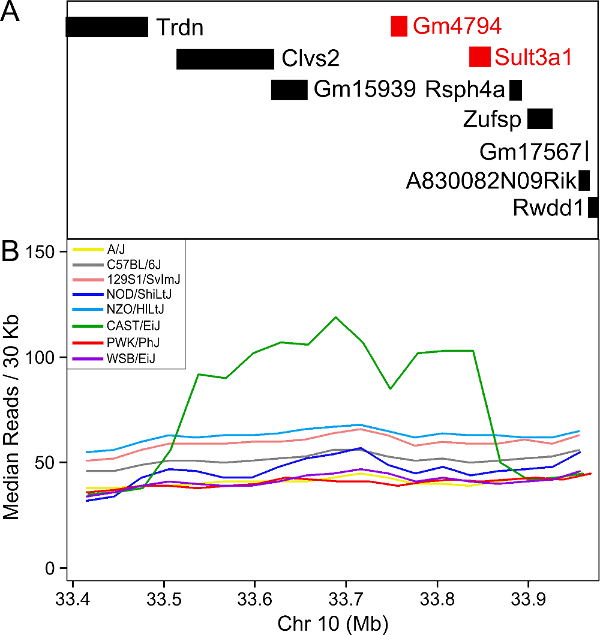 A
Trdn
Gm4794
Clvs2
Sult3a1
Gm15939
Rsph4a
Zufsp
Gm17567
A830082N09Rik
Rwdd1
B
150
100
50
0
Median Reads / 30 Kb
A/J
C57BL/6J
129S1/SvImJ
NOD/ShiLtJ
NZO/HlLtJ
CAST/EiJ
PWK/PhJ
WSB/EiJ
33.4 33.5 33.6 33.7 33.8 33.9
Chr 10 (Mb)